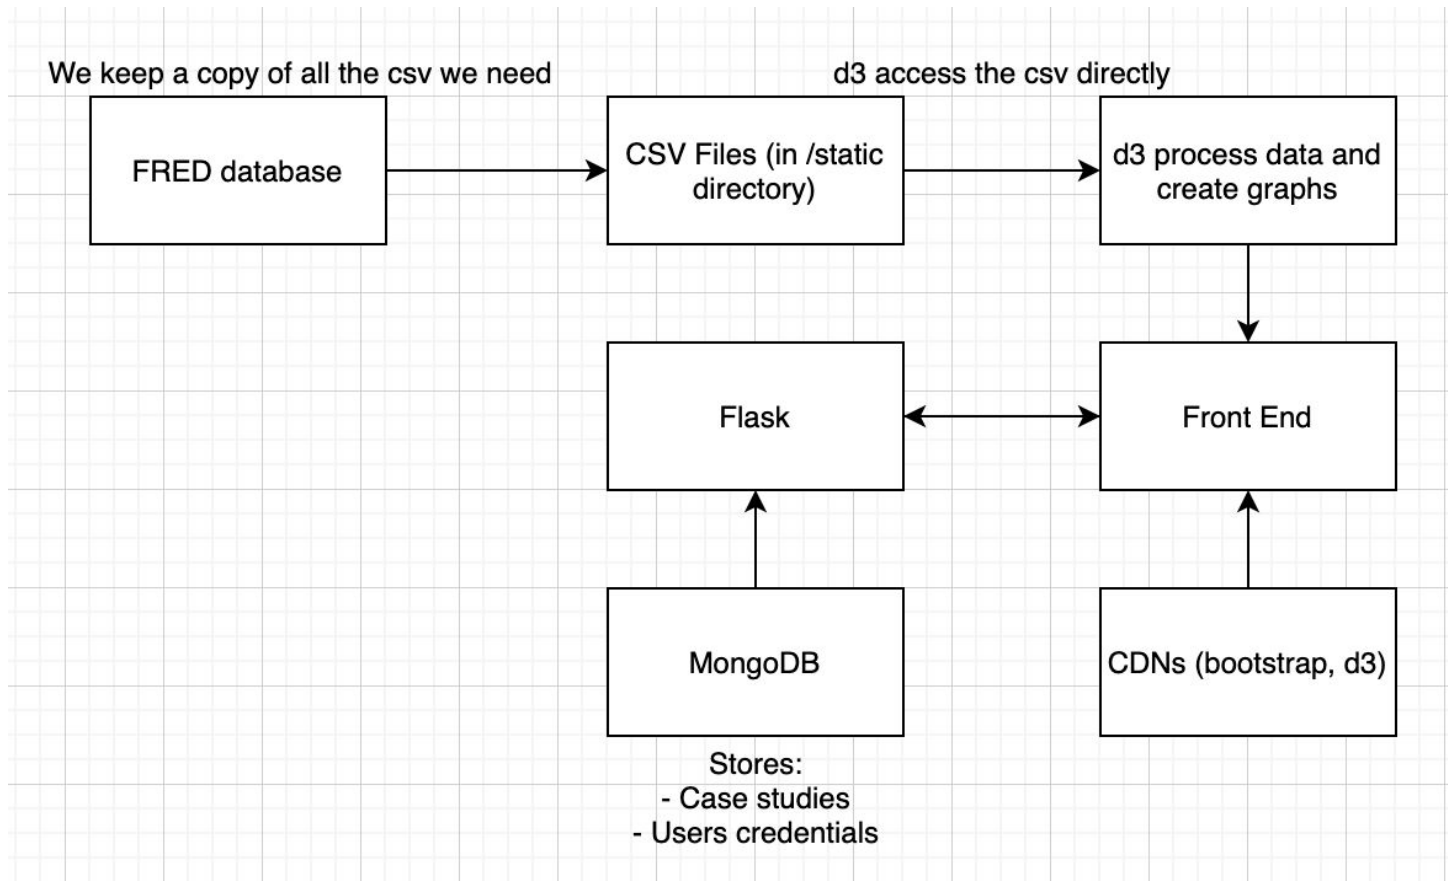 We keep a copy of all the csv we need
d3 access the csv directly
FRED database
CSV Files (in /static
directory)
d3 process data and
create graphs
Flask
Front End
MongoDB
CDNs (bootstrap, d3)
Stores:
- Case studies
- Users credentials